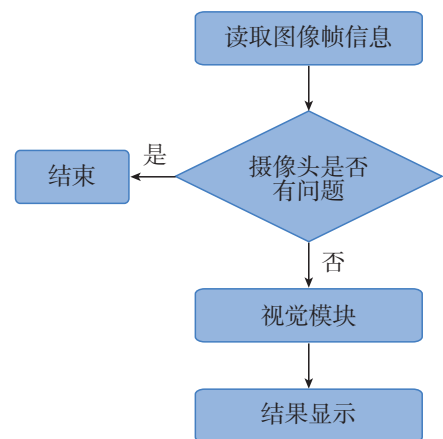 读取图像帧信息
摄像头是否
有问题
是
结束
否
视觉模块
结果显示